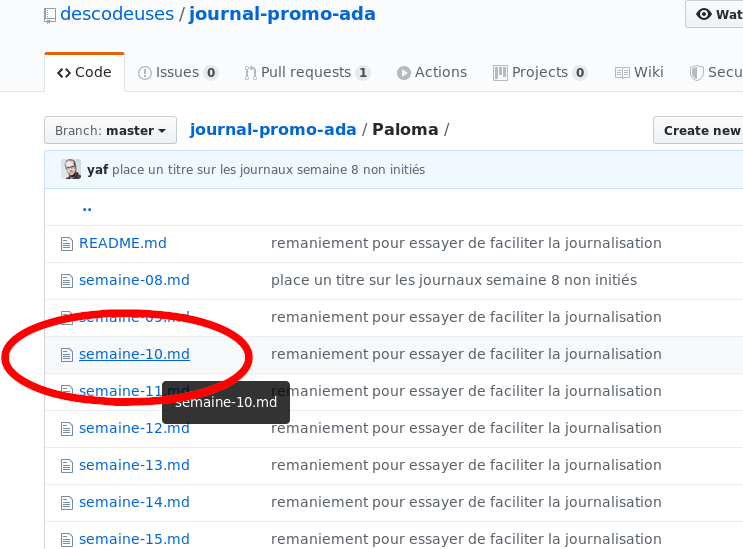 descodeuses / journal-promo-ada
Code Issues 0 Pull requests 1 Actions Projects 0 Wiki
Branch: master journal-promo-ada / Paloma / Create new
yaf place un titre sur les journaux semaine 8 non initiés
..
README.md remaniement pour essayer de faciliter la journalisation
semaine-08.md place un titre sur les journaux semaine 8 non initiés
semaine-09.md remaniement pour essayer de faciliter la journalisation
semaine-10.md remaniement pour essayer de faciliter la journalisation
semaine-11.md remaniement pour essayer de faciliter la journalisation
semaine-10.md
semaine-12.md remaniement pour essayer de faciliter la journalisation
semaine-13.md remaniement pour essayer de faciliter la journalisation
semaine-14.md remaniement pour essayer de faciliter la journalisation
semaine-15.md remaniement pour essayer de faciliter la journalisation